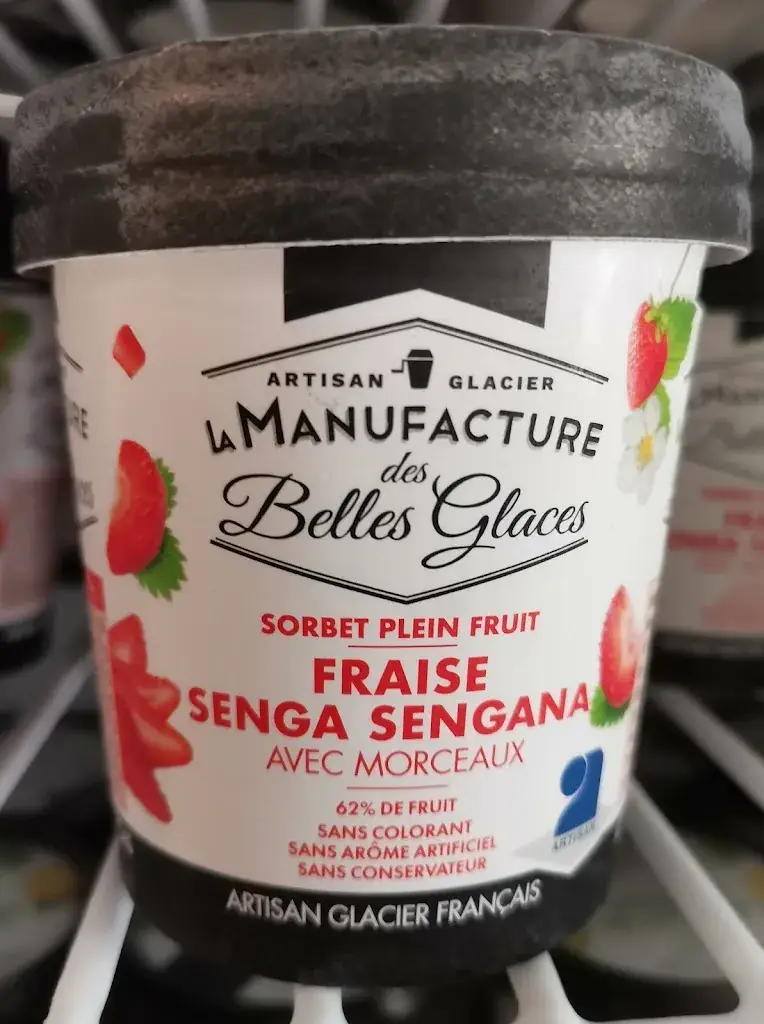 ARTISAN GLACIER
LA MANUFACTURE
des
Belles Glaces
SORBET PLEIN FRUIT
FRAISE
SENGA SENGANA
AVEC MORCEAUX
62% DE FRUIT
SANS COLORANT
SANS ARÔME ARTIFICIEL
SANS CONSERVATEUR
ARTISAN
ARTISAN GLACIER FRANÇAIS